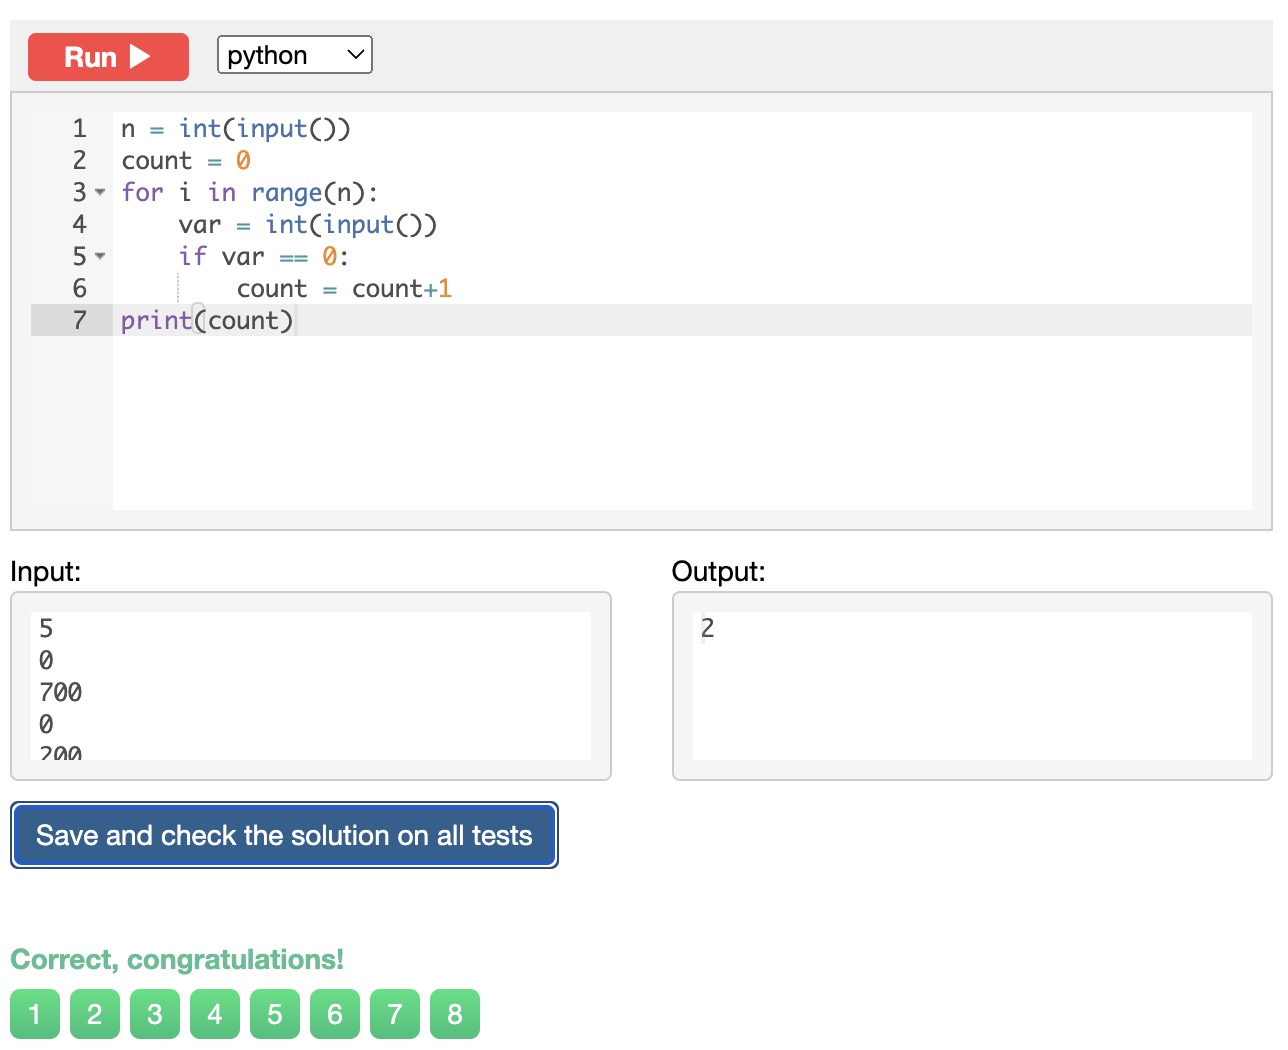 Run
python
1 n = int(input())
2 count = 0
3 for i in range(n):
4     var = int(input())
5     if var == 0:
6         count = count+1
7 print(count)
Input:
5
0
700
0
200
Output:
2
Save and check the solution on all tests
Correct, congratulations!
1 2 3 4 5 6 7 8